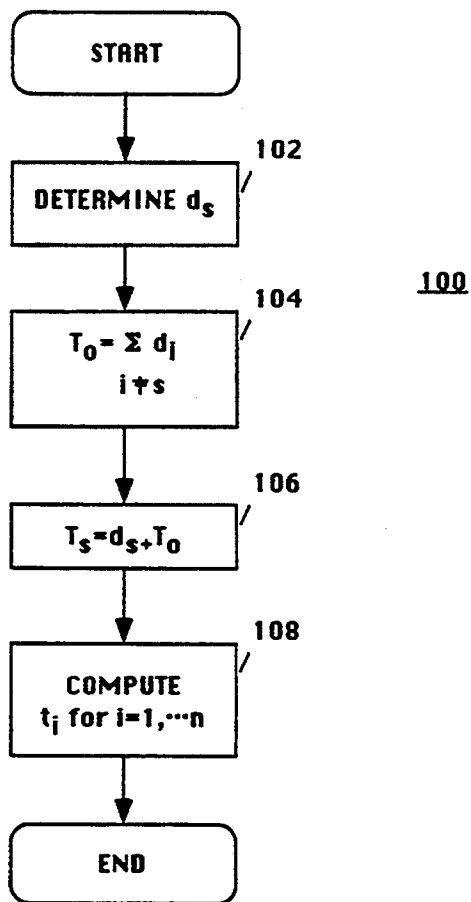 START
102
DETERMINE dₛ
100
104
T₀= Σ dᵢ
i ≠ s
106
Tₛ=dₛ+T₀
108
COMPUTE
tᵢ for i=1,···n
END